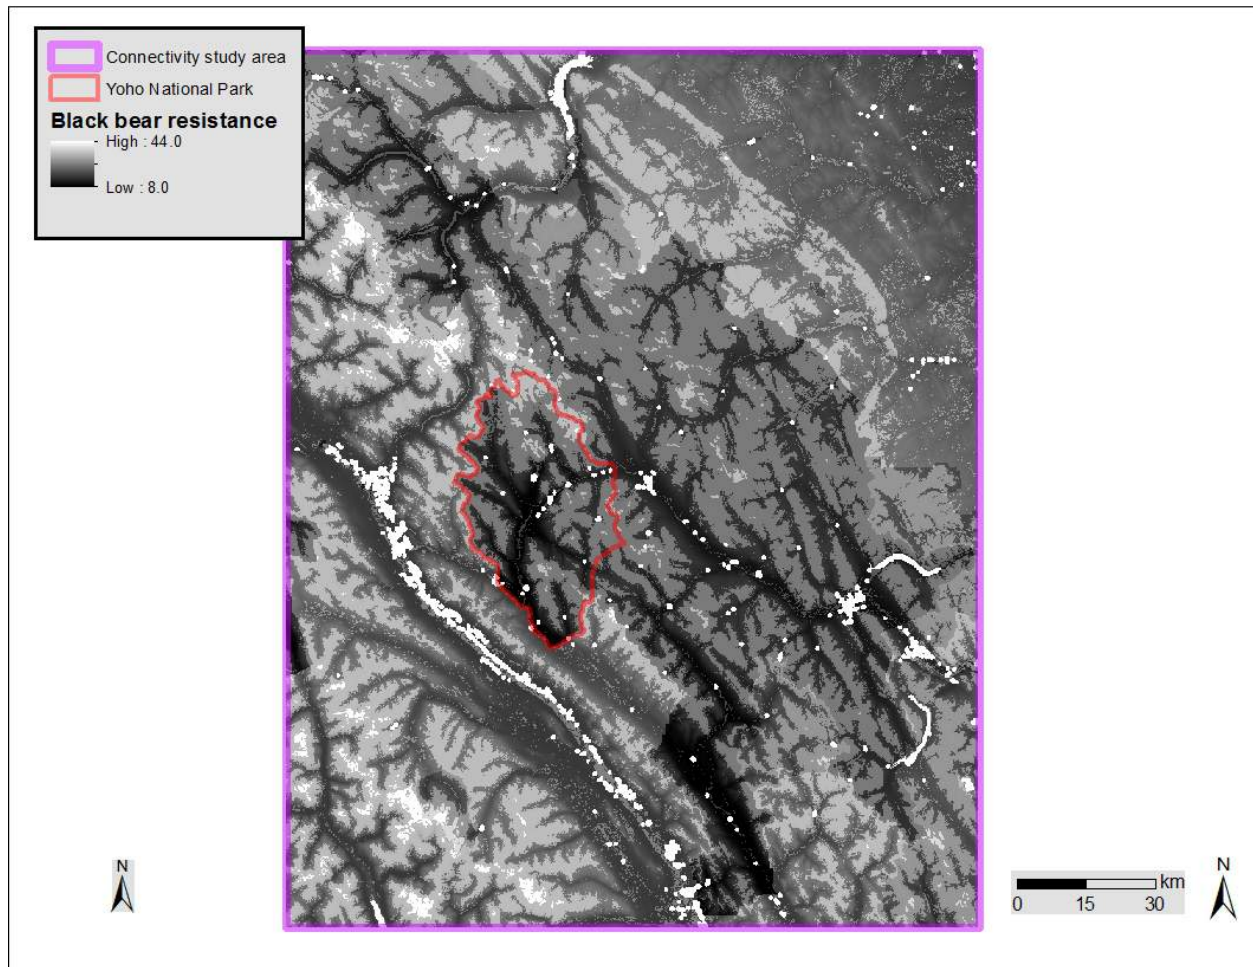 Connectivity study area
Yoho National Park
Black bear resistance
High : 44.0
Low : 8.0
N
N
km
0 15 30